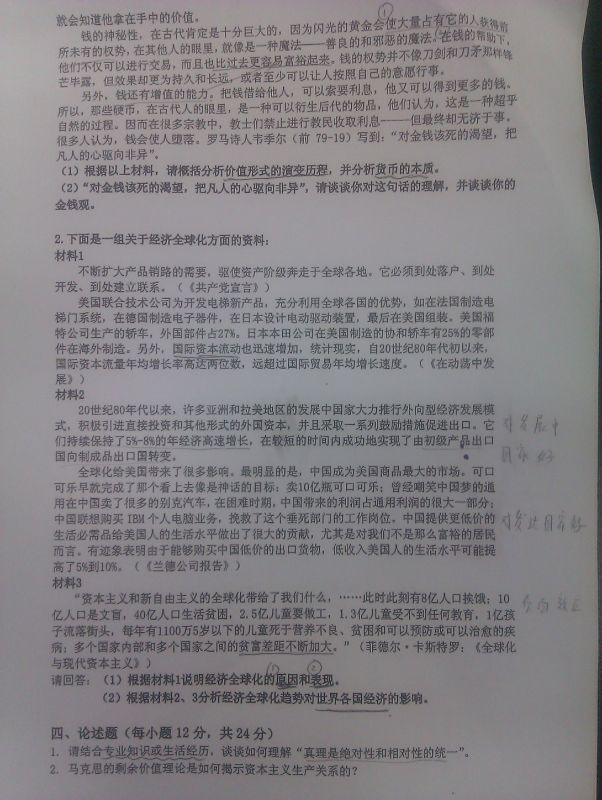 就会知道他拿在手中的价值。
钱的神秘性，在古代肯定是十分巨大的，因为闪光的黄金会使大量占有它的人获得前
所未有的权势，在其他人的眼里，就像是一种魔法——善良的和邪恶的魔法，在钱的帮助下，
他们不仅可以进行交易，而且也比过去更容易富裕起来。钱的权势并不像刀剑和刀矛那样锋
芒毕露，但效果却更为持久和长远，或者至少可以让人按照自己的意愿行事。
另外，钱还有增值的能力。把钱借给他人，可以索要利息，他又可以得到更多的钱。
所以，那些硬币，在古代人的眼里，是一种可以衍生后代的物品，他们认为，这是一种超乎
自然的过程。因而在很多宗教中，教士们禁止进行教民收取利息——但最终却无济于事。
很多人认为，钱会使人堕落。罗马诗人韦季尔（前 79-19）写到：“对金钱该死的渴望，把
凡人的心驱向非异”。
（1）根据以上材料，请概括分析价值形式的演变历程，并分析货币的本质。
（2）“对金钱该死的渴望，把凡人的心驱向非异”，请谈谈你对这句话的理解，并谈谈你的
金钱观。
2.下面是一组关于经济全球化方面的资料：
材料1
不断扩大产品销路的需要，驱使资产阶级奔走于全球各地。它必须到处落户、到处
开发、到处建立联系。（《共产党宣言》）
美国联合技术公司为开发电梯新产品，充分利用全球各国的优势，如在法国制造电
梯门系统，在德国制造电子器件，在日本设计电动驱动装置，最后在美国组装。美国福
特公司生产的轿车，外国部件占27%。日本本田公司在美国制造的协和轿车有25%的零部
件在海外制造。另外，国际资本流动也迅速增加，统计现实，自20世纪80年代初以来，
国际资本流量年均增长率高达两位数，远超过国际贸易年均增长速度。（《在动荡中发
展》）
材料2
20世纪80年代以来，许多亚洲和拉美地区的发展中国家大力推行外向型经济发展模
式，积极引进直接投资和其他形式的外国资本，并且采取一系列鼓励措施促进出口。它
们持续保持了5%-8%的年经济高速增长，在较短的时间内成功地实现了由初级产品出口
国向制成品出口国转变。
对发展中
国家好
全球化给美国带来了很多影响。最明显的是，中国成为美国商品最大的市场。可口
可乐早就完成了那个看上去像是神话的目标：卖10亿瓶可口可乐；曾经嘲笑中国梦的通
用在中国卖了很多的别克汽车，在困难时期，中国带来的利润占通用利润的很大一部分；
中国联想购买 IBM 个人电脑业务，挽救了这个垂死部门的工作岗位。中国提供更低价的
对发达国家好
生活必需品给美国人的生活水平做出了很大的贡献，尤其是对我们不是那么富裕的居民
而言。有迹象表明由于能够购买中国低价的出口货物，低收入美国人的生活水平可能提
高了5%到10%。（《兰德公司报告》）
材料3
“资本主义和新自由主义的全球化带给了我们什么，……此时此刻有8亿人口挨饿；10
亿人口是文盲，40亿人口生活贫困，2.5亿儿童要做工，1.3亿儿童受不到任何教育，1亿孩
子流落街头，每年有1100万5岁以下的儿童死于营养不良、贫困和可以预防或可以治愈的疾
病；多个国家内部和多个国家之间的贫富差距不断加大。”（菲德尔·卡斯特罗：《全球化
与现代资本主义》）
请回答：（1）根据材料1说明经济全球化的原因和表现。
（2）根据材料2、3分析经济全球化趋势对世界各国经济的影响。
四、论述题（每小题 12 分，共 24 分）
1. 请结合专业知识或生活经历，谈谈如何理解“真理是绝对性和相对性的统一”。
2. 马克思的剩余价值理论是如何揭示资本主义生产关系的？